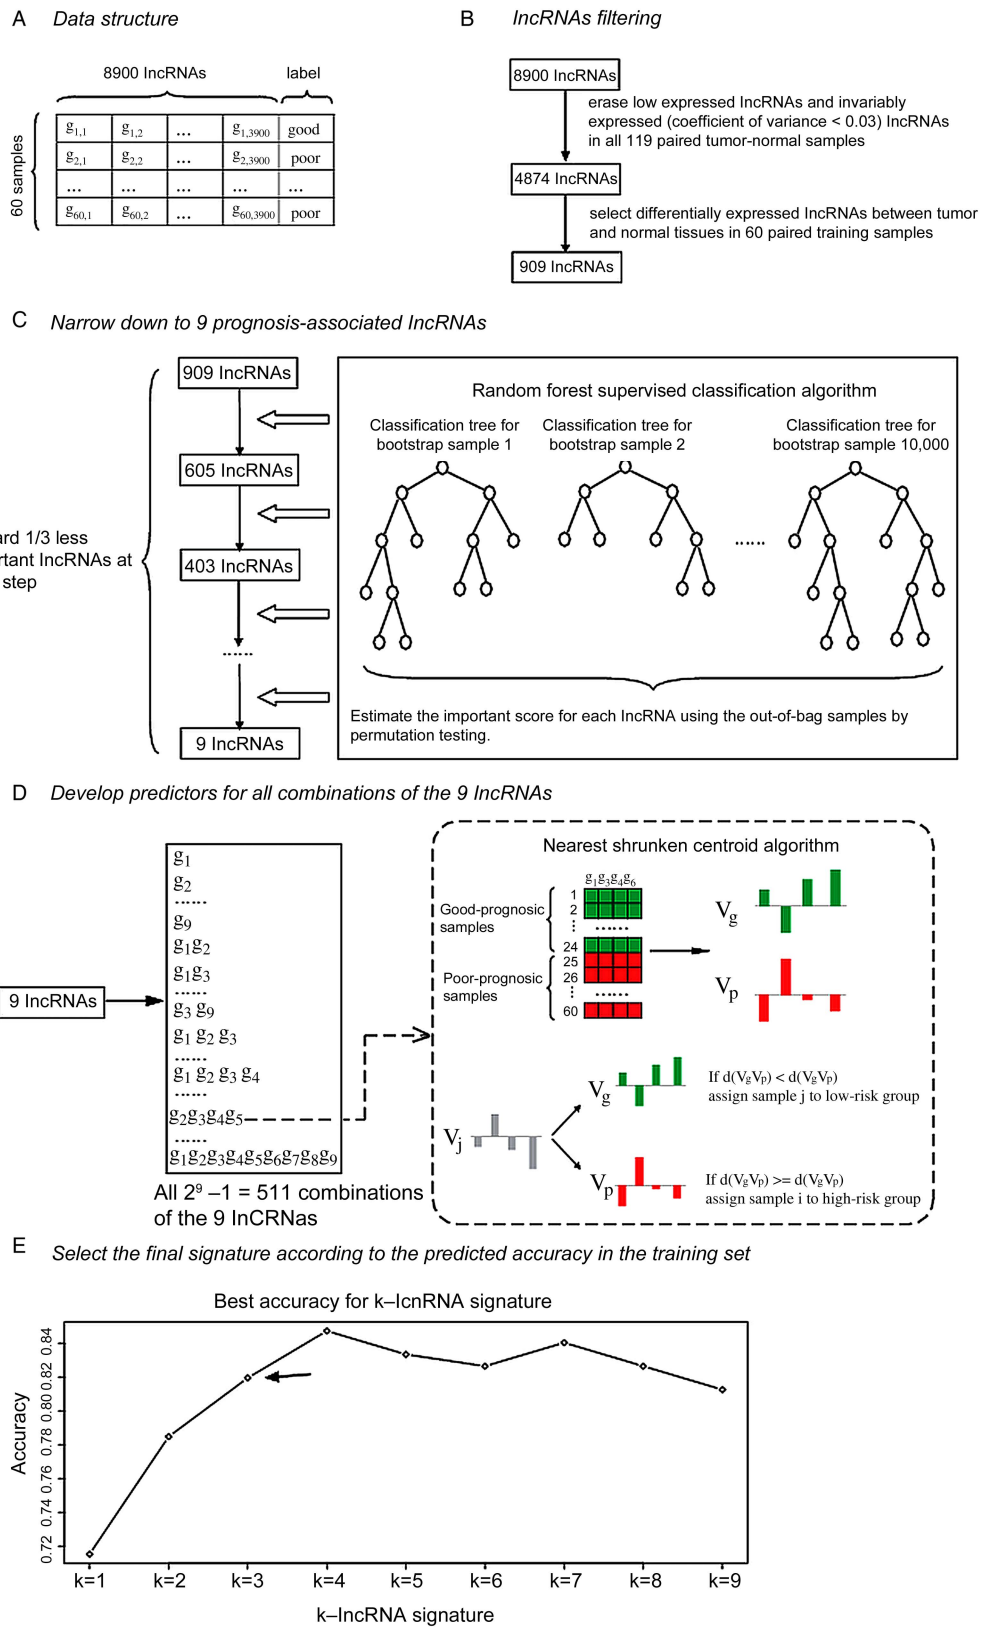 A Data structure
8900 lncRNAs label
60 samples
g1,1 g1,2 ... g1,3900 good
g2,1 g2,2 ... g2,3900 poor
... ... ... ... ...
g60,1 g60,2 ... g60,3900 poor
B lncRNAs filtering
8900 lncRNAs
erase low expressed lncRNAs and invariably
expressed (coefficient of variance < 0.03) lncRNAs
in all 119 paired tumor-normal samples
4874 lncRNAs
select differentially expressed lncRNAs between tumor
and normal tissues in 60 paired training samples
909 lncRNAs
C Narrow down to 9 prognosis-associated lncRNAs
ard 1/3 less
rtant lncRNAs at
step
909 lncRNAs
605 lncRNAs
403 lncRNAs
......
9 lncRNAs
Random forest supervised classification algorithm
Classification tree for
bootstrap sample 1
Classification tree for
bootstrap sample 2
Classification tree for
bootstrap sample 10,000
......
Estimate the important score for each lncRNA using the out-of-bag samples by
permutation testing.
D Develop predictors for all combinations of the 9 lncRNAs
9 lncRNAs
g1
g2
......
g9
g1g2
g1g3
......
g3 g9
g1 g2 g3
......
g1 g2 g3 g4
......
g2g3g4g5
......
g1g2g3g4g5g6g7g8g9
All 2⁹ –1 = 511 combinations
of the 9 InCRNas
Nearest shrunken centroid algorithm
g1g3g4g6
Good-prognosic
samples
1
2
⋮ ......
24
Poor-prognosic
samples
25
26
⋮ ......
60
Vg
Vp
Vj
Vg
If d(VgVp) < d(VgVp)
assign sample j to low-risk group
Vp
If d(VgVp) >= d(VgVp)
assign sample i to high-risk group
E Select the final signature according to the predicted accuracy in the training set
Best accuracy for k–IcnRNA signature
Accuracy
0.84
0.82
0.80
0.78
0.76
0.74
0.72
k=1 k=2 k=3 k=4 k=5 k=6 k=7 k=8 k=9
k–lncRNA signature